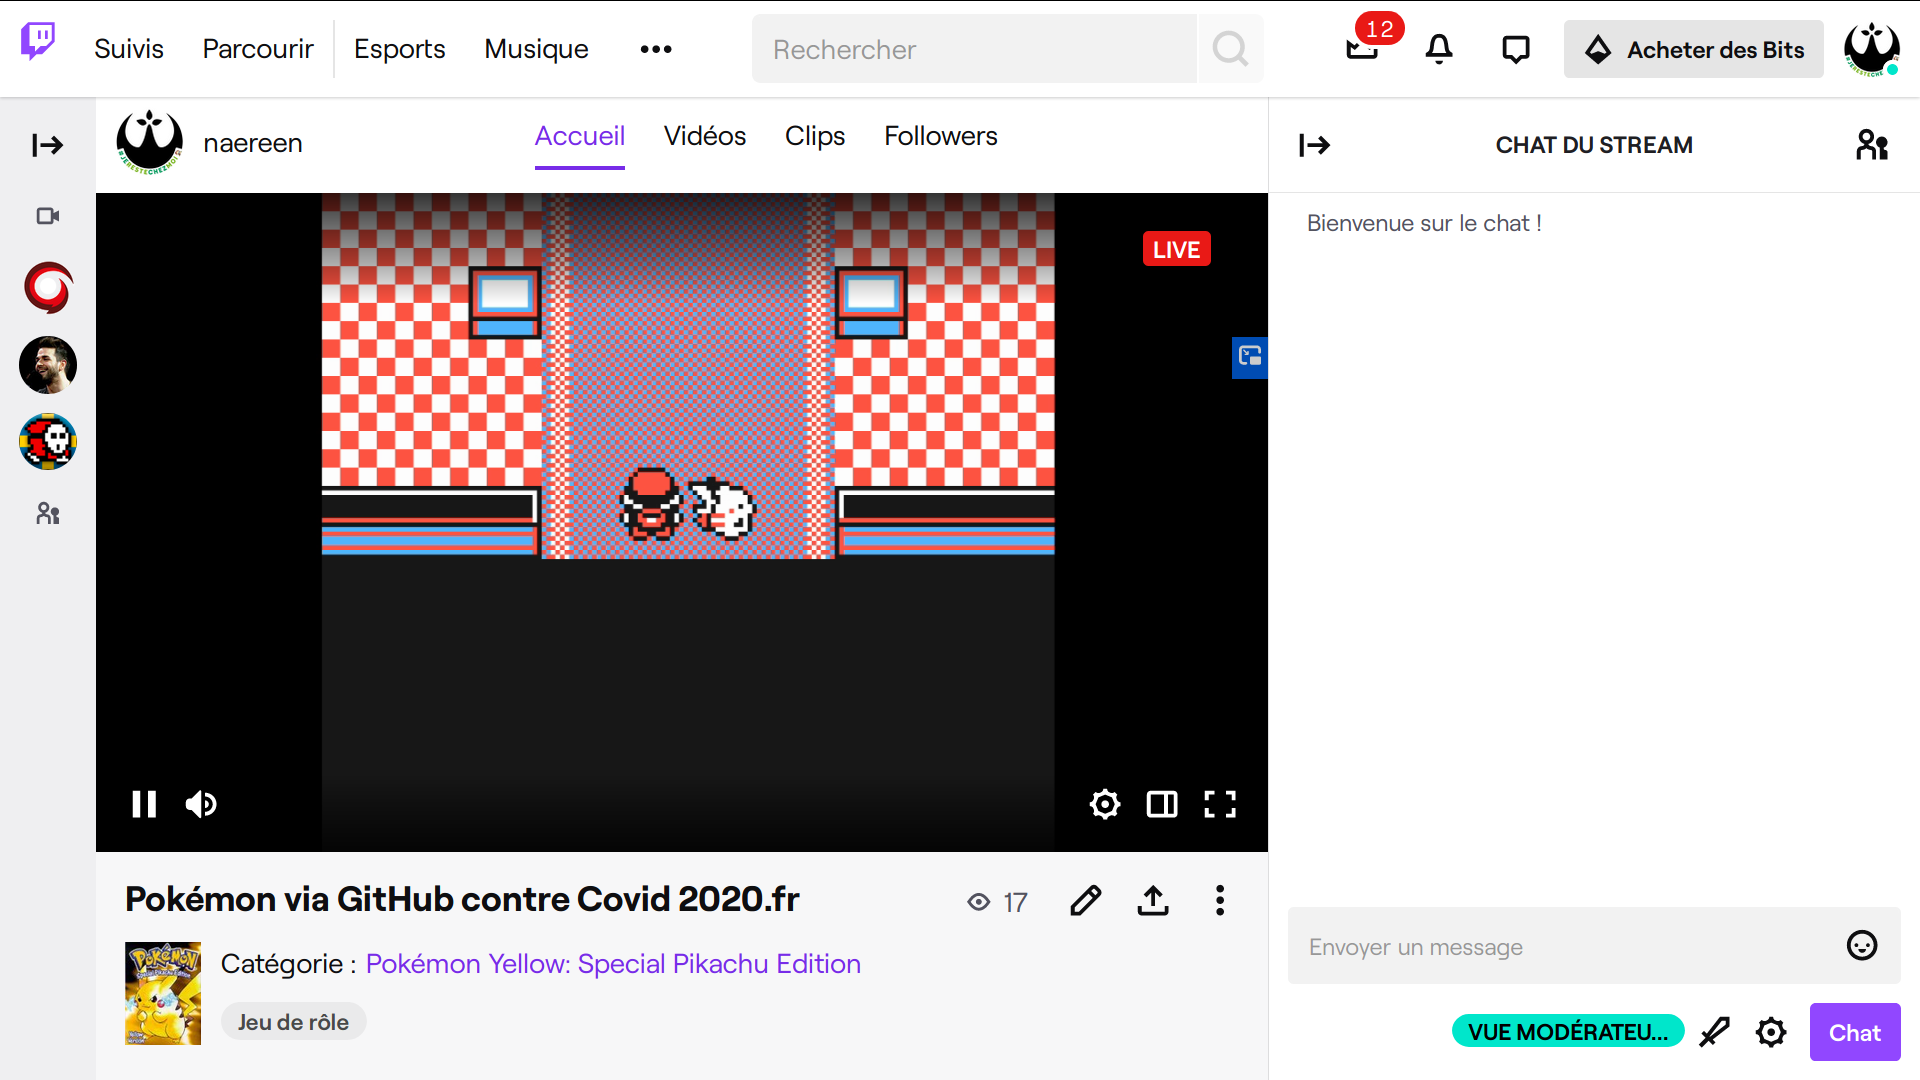 Suivis Parcourir Esports Musique Rechercher 12 Acheter des Bits
naereen Accueil Vidéos Clips Followers CHAT DU STREAM
Bienvenue sur le chat !
LIVE
Pokémon via GitHub contre Covid 2020.fr 17
Catégorie : Pokémon Yellow: Special Pikachu Edition
Jeu de rôle
Envoyer un message
VUE MODÉRATEU... Chat
POKéMON